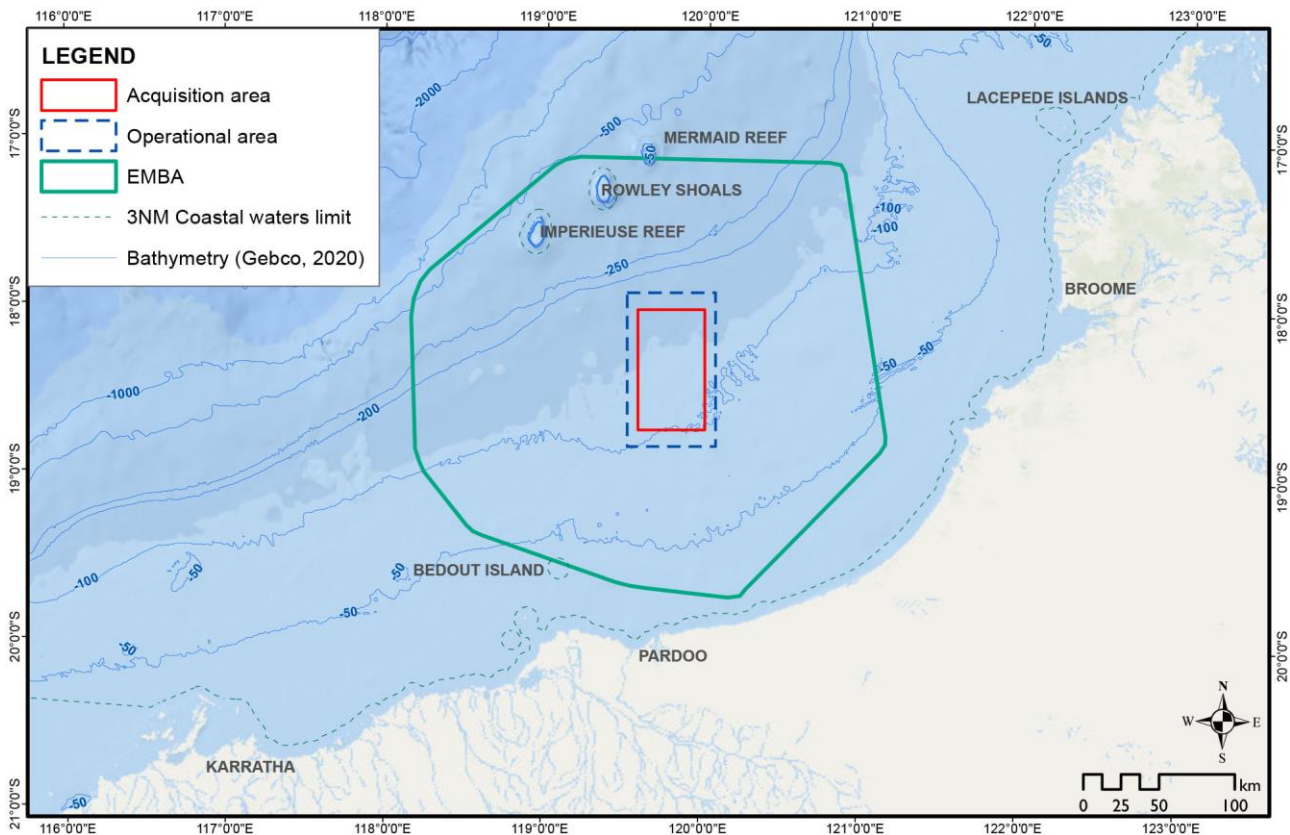 116°0'0"E 117°0'0"E 118°0'0"E 119°0'0"E 120°0'0"E 121°0'0"E 122°0'0"E 123°0'0"E
LEGEND
Acquisition area
Operational area
EMBA
3NM Coastal waters limit
Bathymetry (Gebco, 2020)
-50
-2000
LACEPEDE ISLANDS
-500
MERMAID REEF
17°0'0"S
17°0'0"S
-50
ROWLEY SHOALS
-100
IMPERIEUSE REEF
-100
-250
BROOME
18°0'0"S
18°0'0"S
-50
-50
-1000
-200
19°0'0"S
19°0'0"S
BEDOUT ISLAND
-100
-50
-50
-50
-50
20°0'0"S
20°0'0"S
PARDOO
N
W E
S
KARRATHA
km
-50
0 25 50 100
21°0'0"S
21°0'0"S
116°0'0"E 117°0'0"E 118°0'0"E 119°0'0"E 120°0'0"E 121°0'0"E 122°0'0"E 123°0'0"E